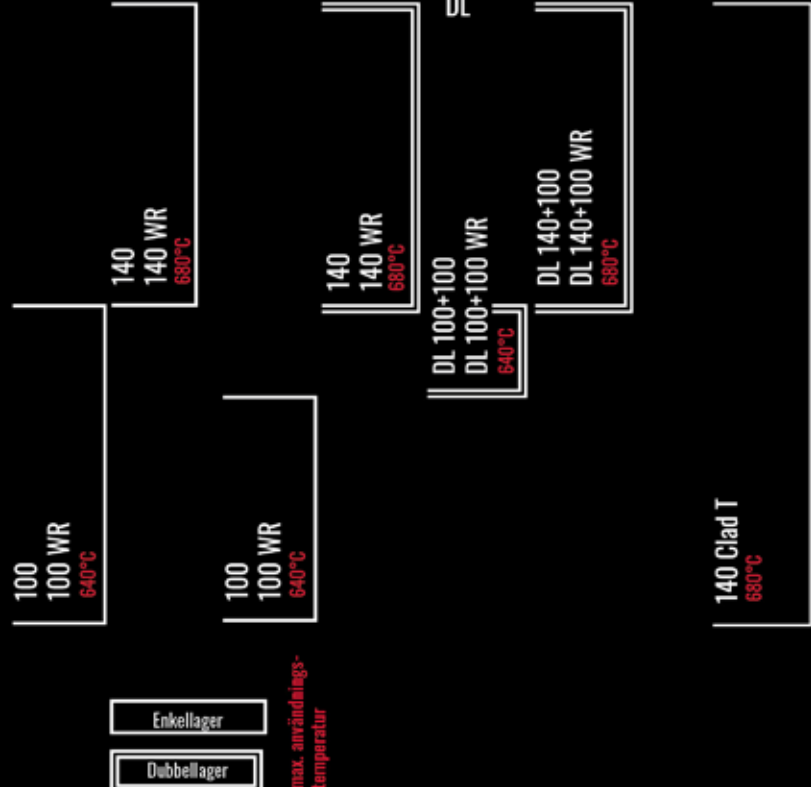 100
100 WR
640°C
140
140 WR
680°C
100
100 WR
640°C
140
140 WR
680°C
DL
DL 100+100
DL 100+100 WR
640°C
DL 140+100
DL 140+100 WR
680°C
140 Clad T
680°C
Enkellager
Dubbellager
max. användnings-
temperatur